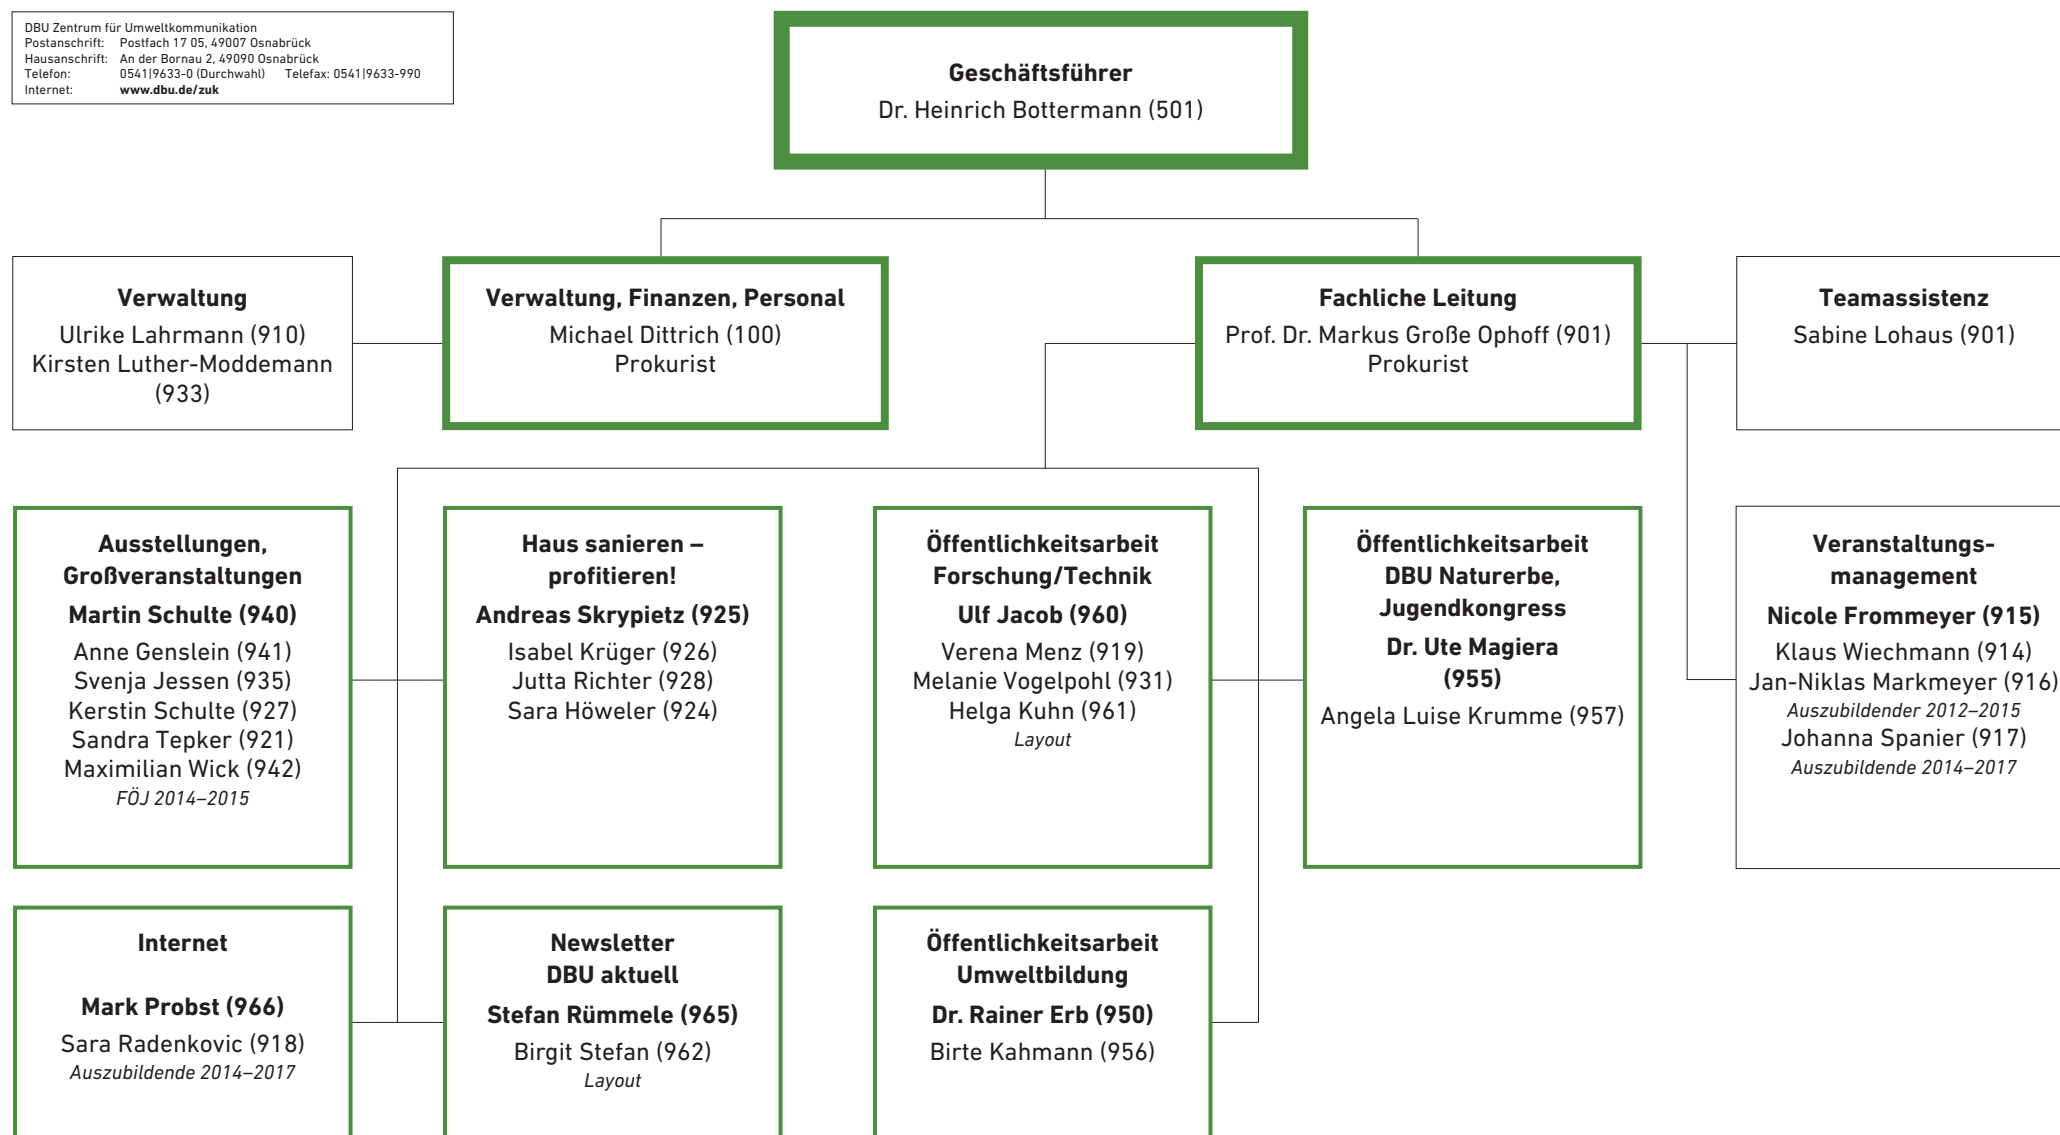 DBU Zentrum für Umweltkommunikation
Postanschrift: Postfach 17 05, 49007 Osnabrück
Hausanschrift: An der Bornau 2, 49090 Osnabrück
Telefon: 0541|9633-0 (Durchwahl) Telefax: 0541|9633-990
Internet: www.dbu.de/zuk
Geschäftsführer
Dr. Heinrich Bottermann (501)
Verwaltung
Ulrike Lahrmann (910)
Kirsten Luther-Moddemann
(933)
Verwaltung, Finanzen, Personal
Michael Dittrich (100)
Prokurist
Fachliche Leitung
Prof. Dr. Markus Große Ophoff (901)
Prokurist
Teamassistenz
Sabine Lohaus (901)
Ausstellungen,
Großveranstaltungen
Martin Schulte (940)
Anne Genslein (941)
Svenja Jessen (935)
Kerstin Schulte (927)
Sandra Tepker (921)
Maximilian Wick (942)
FÖJ 2014–2015
Haus sanieren –
profitieren!
Andreas Skrypietz (925)
Isabel Krüger (926)
Jutta Richter (928)
Sara Höweler (924)
Öffentlichkeitsarbeit
Forschung/Technik
Ulf Jacob (960)
Verena Menz (919)
Melanie Vogelpohl (931)
Helga Kuhn (961)
Layout
Öffentlichkeitsarbeit
DBU Naturerbe,
Jugendkongress
Dr. Ute Magiera
(955)
Angela Luise Krumme (957)
Veranstaltungs-
management
Nicole Frommeyer (915)
Klaus Wiechmann (914)
Jan-Niklas Markmeyer (916)
Auszubildender 2012–2015
Johanna Spanier (917)
Auszubildende 2014–2017
Internet
Mark Probst (966)
Sara Radenkovic (918)
Auszubildende 2014–2017
Newsletter
DBU aktuell
Stefan Rümmele (965)
Birgit Stefan (962)
Layout
Öffentlichkeitsarbeit
Umweltbildung
Dr. Rainer Erb (950)
Birte Kahmann (956)